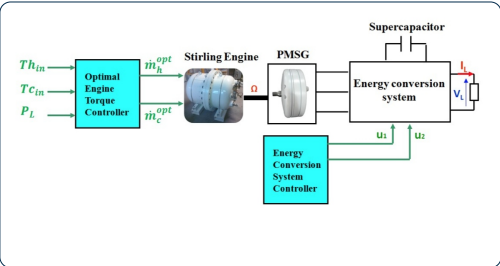 Supercapacitor
Stirling Engine
PMSG
Th_in
Tc_in
P_L
Optimal
Engine
Torque
Controller
ṁ_h^opt
ṁ_c^opt
Ω
Energy conversion
system
I_L
V_L
u1
u2
Energy
Conversion
System
Controller